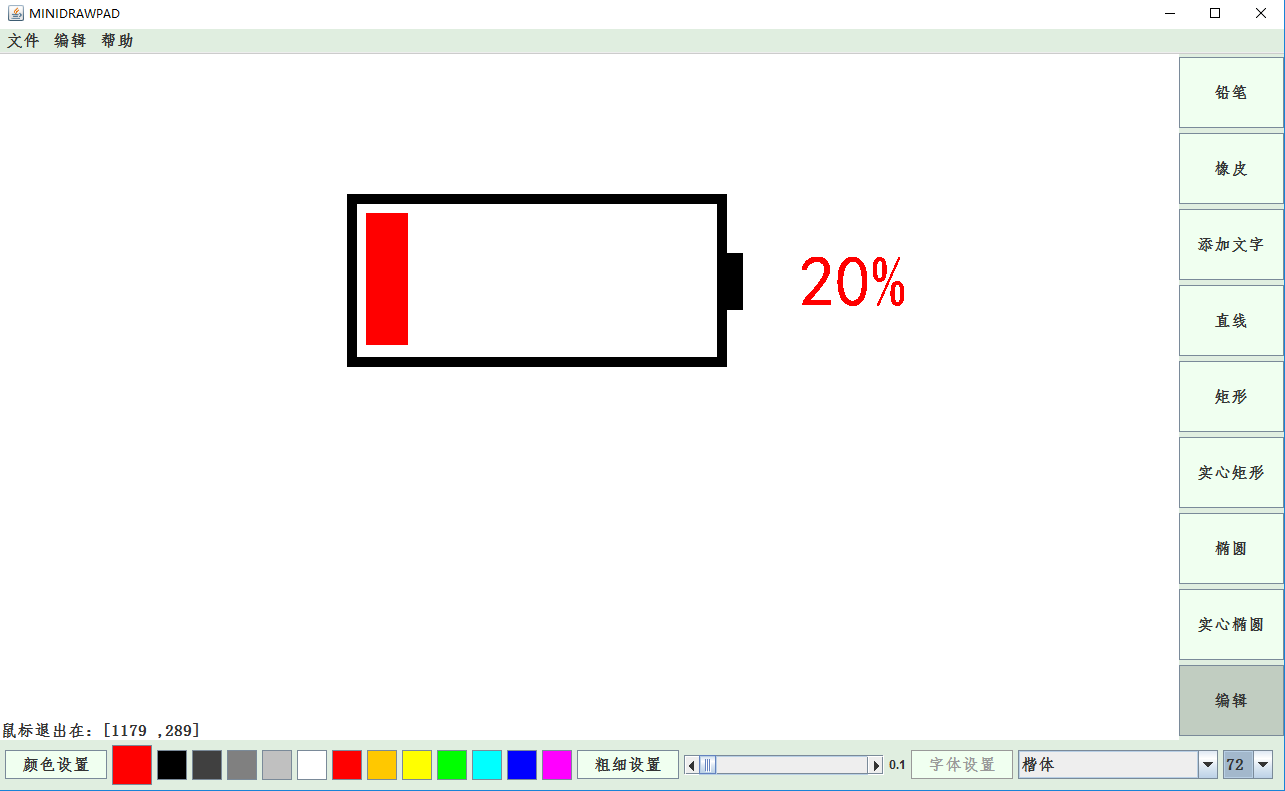 MINIDRAWPAD
文件 编辑 帮助
铅笔
橡皮
添加文字
直线
矩形
实心矩形
椭圆
实心椭圆
编辑
20%
鼠标退出在：[1179 ,289]
颜色设置 粗细设置 0.1 字体设置 楷体 72